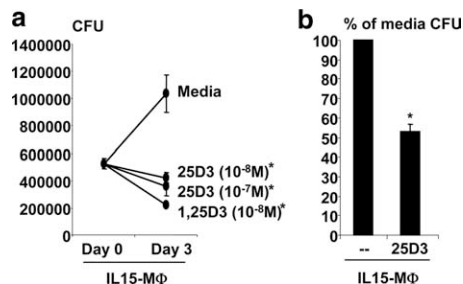 a
CFU
1400000
1200000
1000000
800000
600000
400000
200000
0
Media
25D3 (10⁻⁸M)*
25D3 (10⁻⁷M)*
1,25D3 (10⁻⁸M)*
Day 0 Day 3
IL15-MΦ
b
% of media CFU
100
90
80
70
60
50
40
30
20
10
0
*
-- 25D3
IL15-MΦ